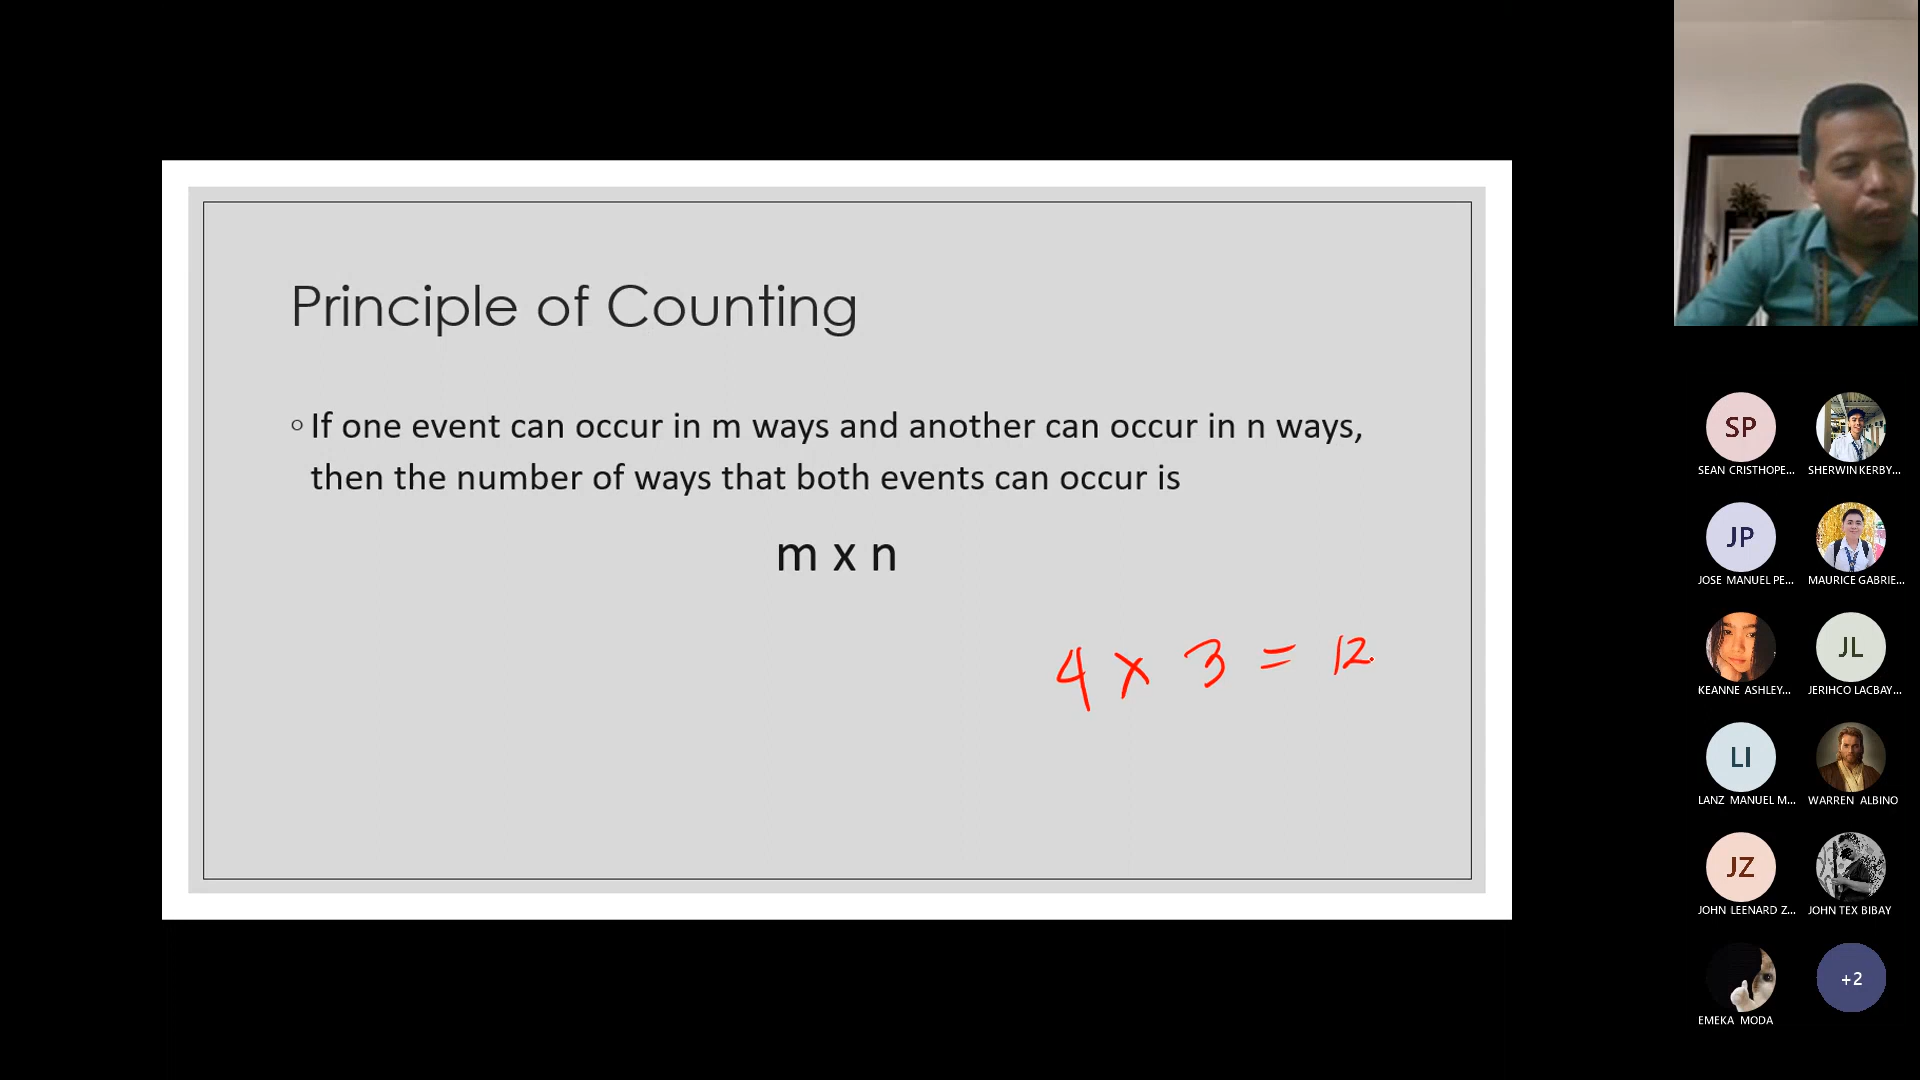 Principle of Counting
◦ If one event can occur in m ways and another can occur in n ways,
then the number of ways that both events can occur is
m x n
4 x 3 = 12
SP
SEAN CRISTHOPE...
SHERWIN KERBY...
JP
JOSE MANUEL PE...
MAURICE GABRIE...
KEANNE ASHLEY...
JL
JERIHCO LACBAY...
LI
LANZ MANUEL M...
WARREN ALBINO
JZ
JOHN LEENARD Z...
JOHN TEX BIBAY
EMEKA MODA
+2